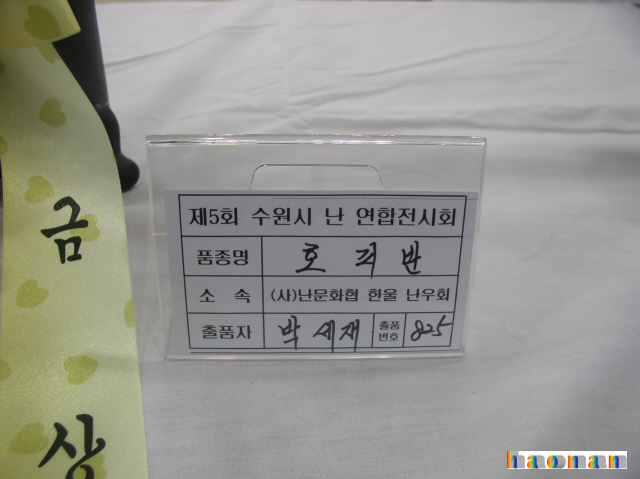 금
상
제5회 수원시 난 연합전시회
품종명 호피반
소 속 (사)난문화협 한울 난우회
출품자 박세재 출품번호 825
haonan